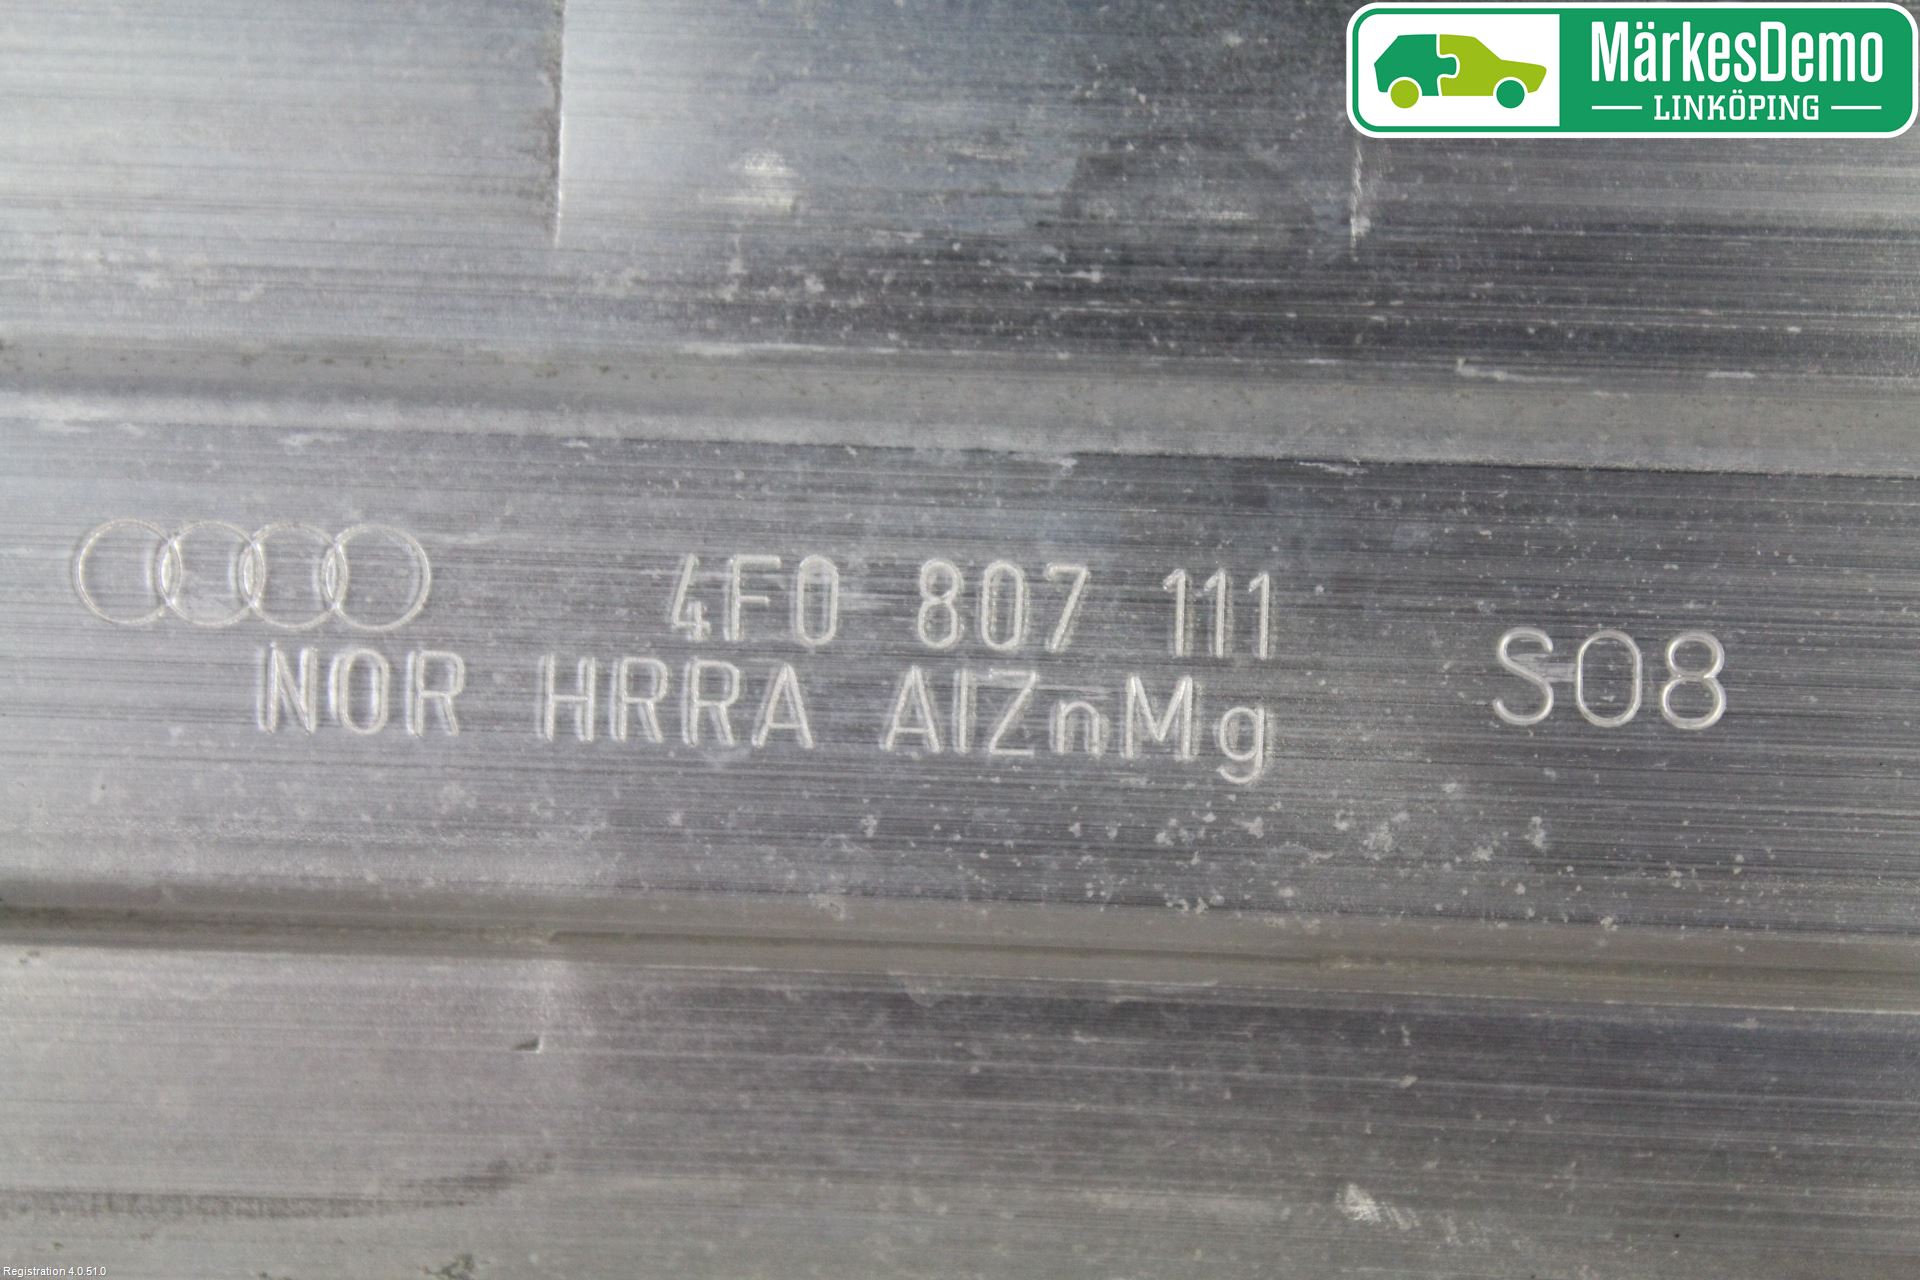 MärkesDemo
LINKÖPING
4F0 807 111
NOR HRRA AlZnMg
S08
Registration 4.0.51.0